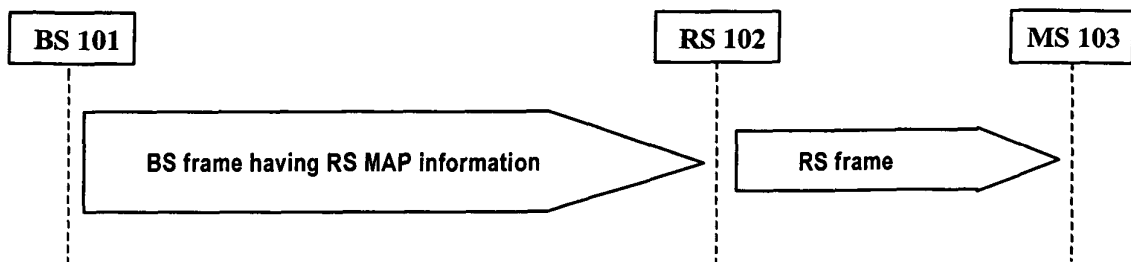 BS 101
RS 102
MS 103
BS frame having RS MAP information
RS frame